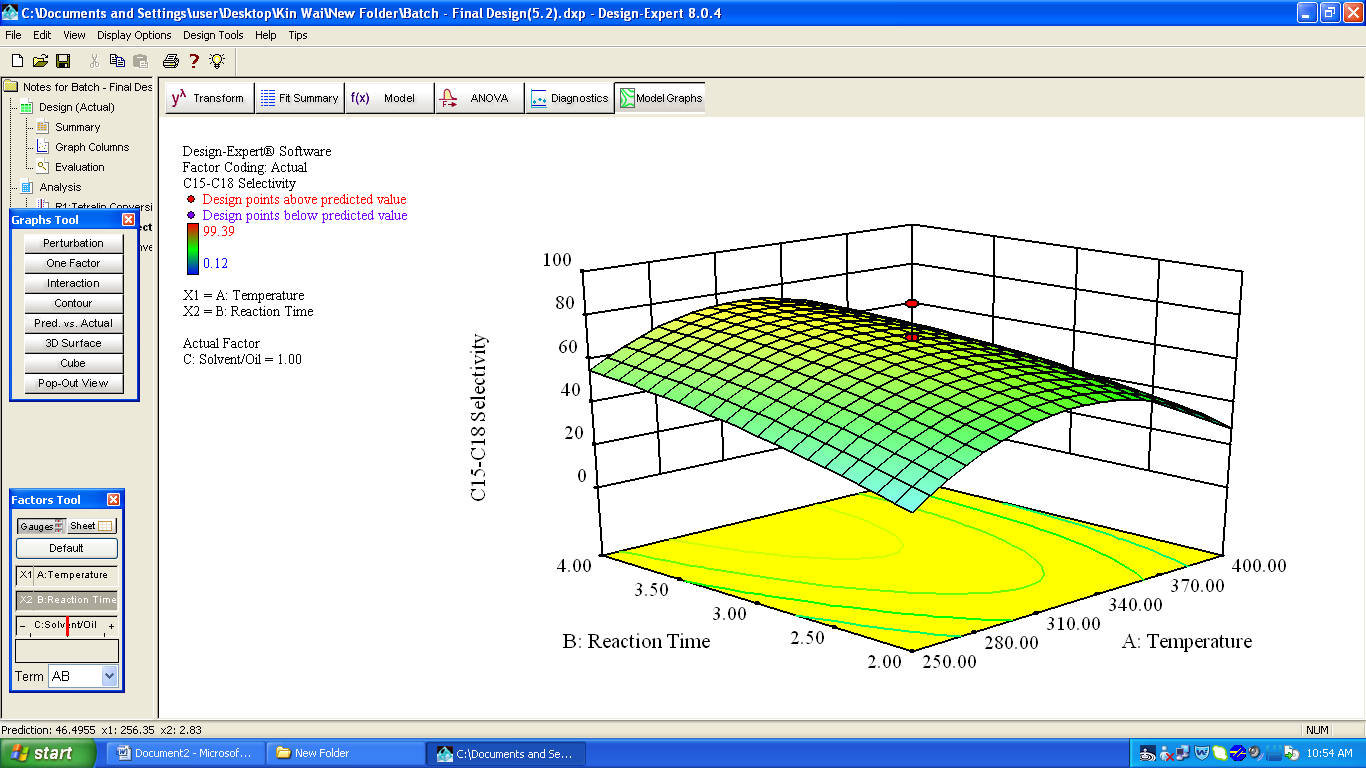 C:\Documents and Settings\user\Desktop\Kin Wai\New Folder\Batch - Final Design(5.2).dxp - Design-Expert 8.0.4
File Edit View Display Options Design Tools Help Tips
Notes for Batch - Final Des
Design (Actual)
Summary
Graph Columns
Evaluation
Analysis
R1:Tetralin Conversi
Graphs Tool
Perturbation
One Factor
Interaction
Contour
Pred. vs. Actual
3D Surface
Cube
Pop-Out View
Factors Tool
Gauges Sheet
Default
X1 A:Temperature
X2 B:Reaction Time
- C:Solvent/Oil +
Term AB
yλ Transform Fit Summary f(x) Model ANOVA Diagnostics Model Graphs
Design-Expert® Software
Factor Coding: Actual
C15-C18 Selectivity
Design points above predicted value
Design points below predicted value
99.39
0.12
X1 = A: Temperature
X2 = B: Reaction Time
Actual Factor
C: Solvent/Oil = 1.00
C15-C18 Selectivity
100
80
60
40
20
0
4.00
3.50
3.00
2.50
2.00
B: Reaction Time
250.00
280.00
310.00
340.00
370.00
400.00
A: Temperature
Prediction: 46.4955 x1: 256.35 x2: 2.83
NUM
start Document2 - Microsof... New Folder C:\Documents and Se... 10:54 AM